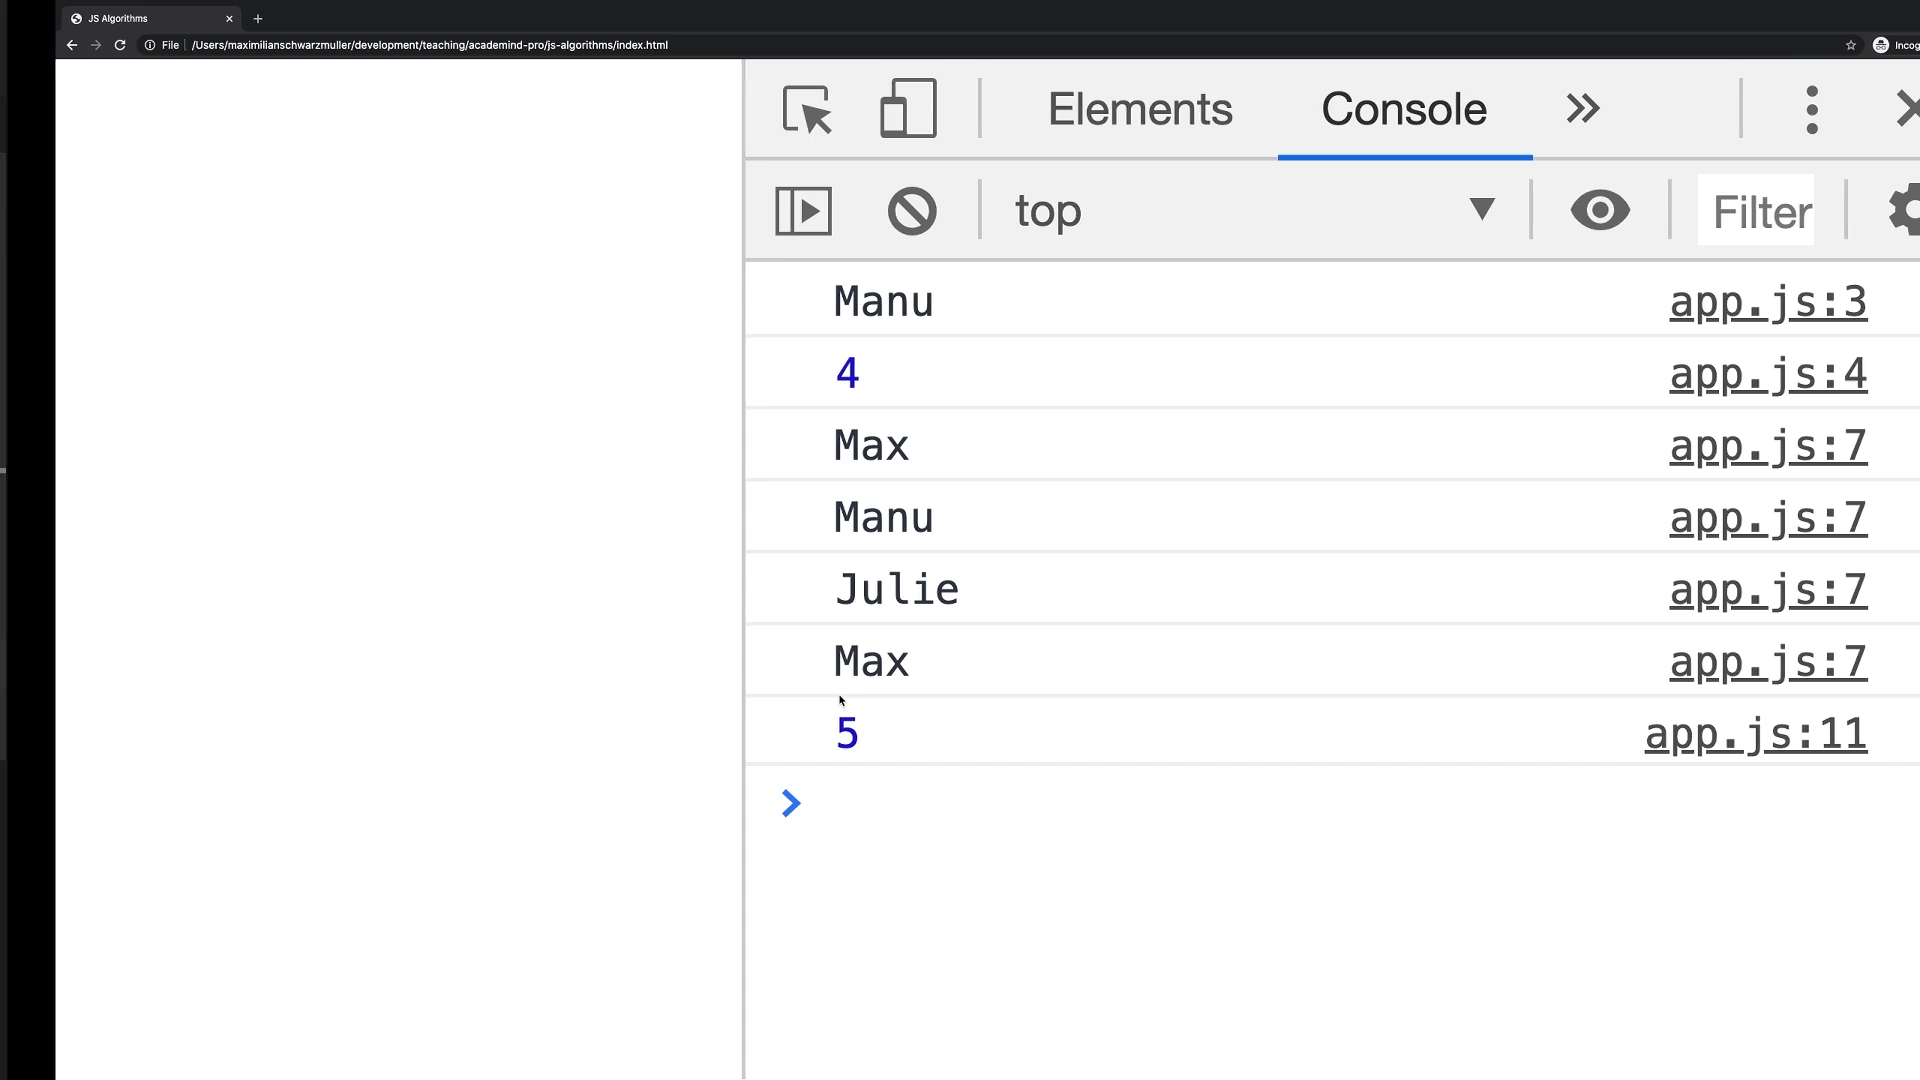 JS Algorithms
File /Users/maximilianschwarzmuller/development/teaching/academind-pro/js-algorithms/index.html
Incog
Elements Console
top Filter
Manu app.js:3
4 app.js:4
Max app.js:7
Manu app.js:7
Julie app.js:7
Max app.js:7
5 app.js:11